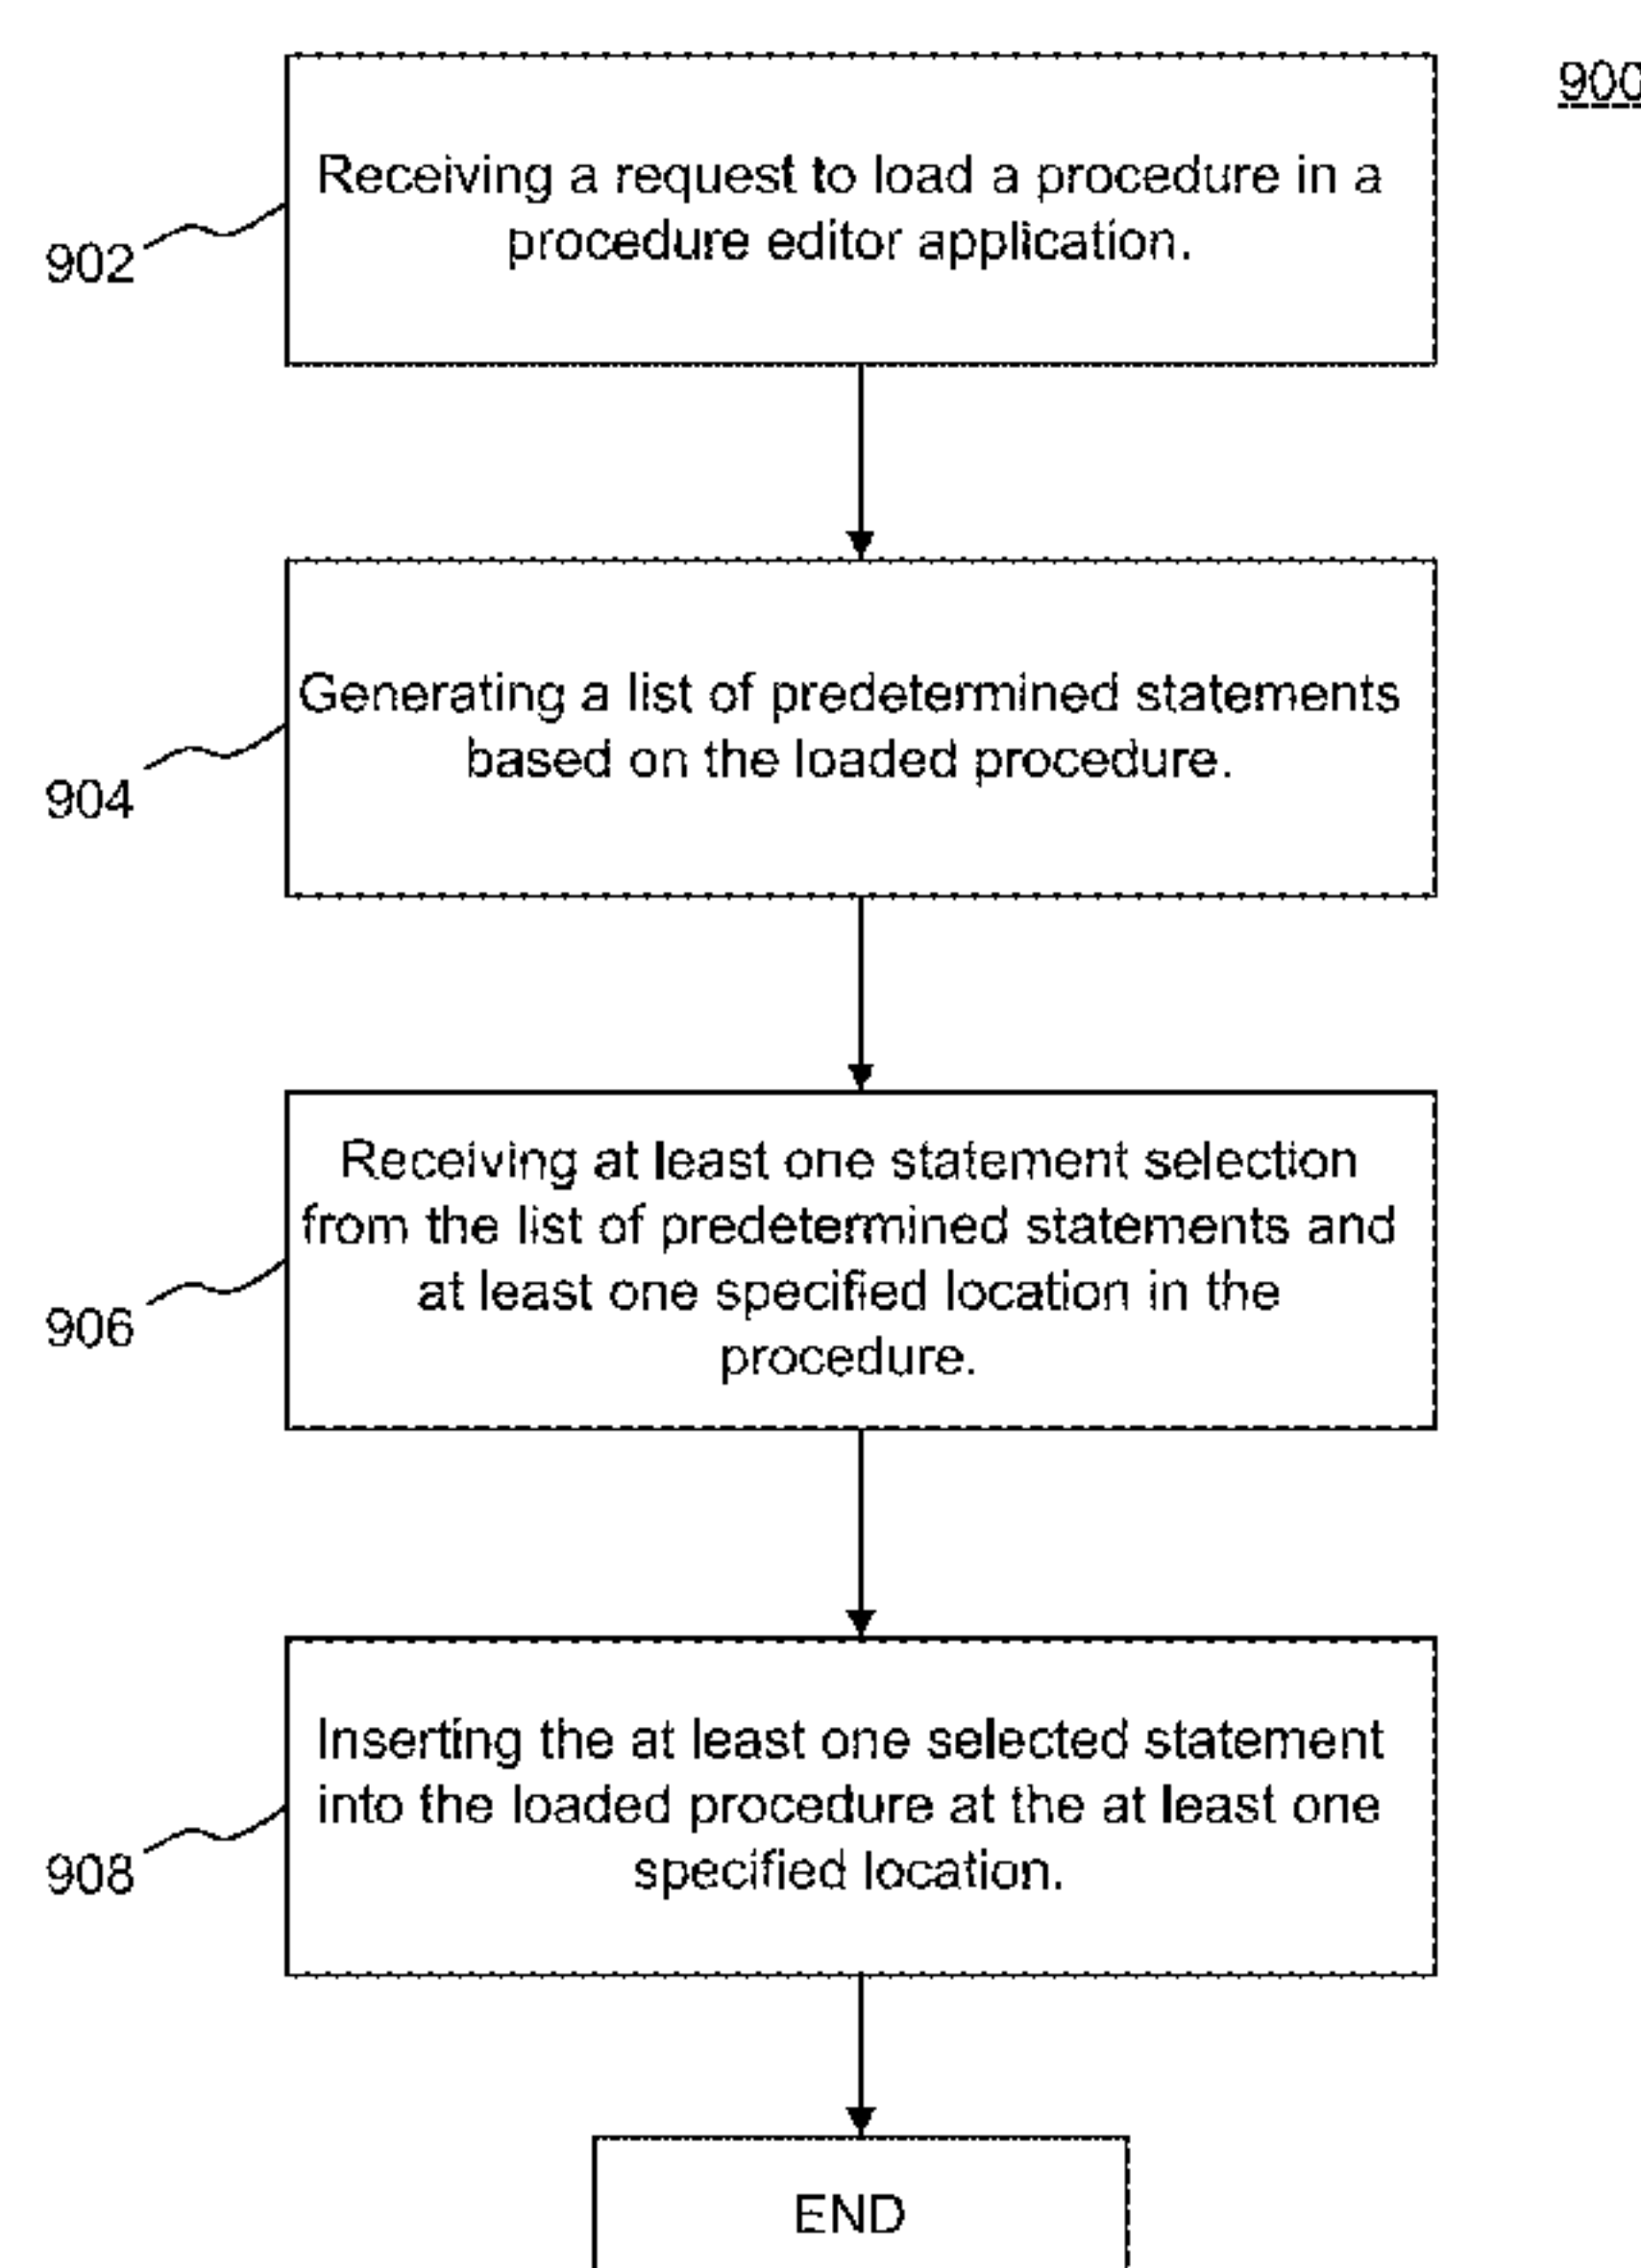 900
Receiving a request to load a procedure in a
procedure editor application.
902
Generating a list of predetermined statements
based on the loaded procedure.
904
Receiving at least one statement selection
from the list of predetermined statements and
at least one specified location in the
procedure.
906
Inserting the at least one selected statement
into the loaded procedure at the at least one
specified location.
908
END